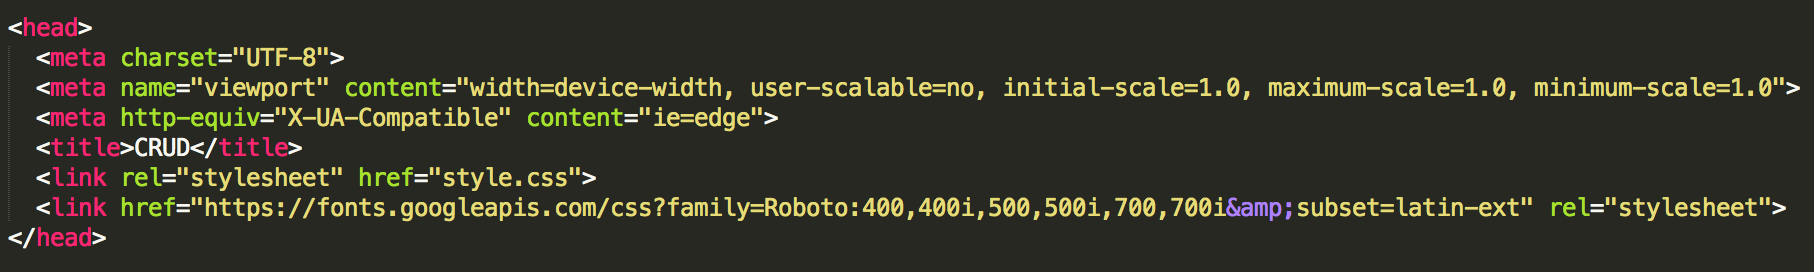 <head>
<meta charset="UTF-8">
<meta name="viewport" content="width=device-width, user-scalable=no, initial-scale=1.0, maximum-scale=1.0, minimum-scale=1.0">
<meta http-equiv="X-UA-Compatible" content="ie=edge">
<title>CRUD</title>
<link rel="stylesheet" href="style.css">
<link href="https://fonts.googleapis.com/css?family=Roboto:400,400i,500,500i,700,700i&amp;subset=latin-ext" rel="stylesheet">
</head>